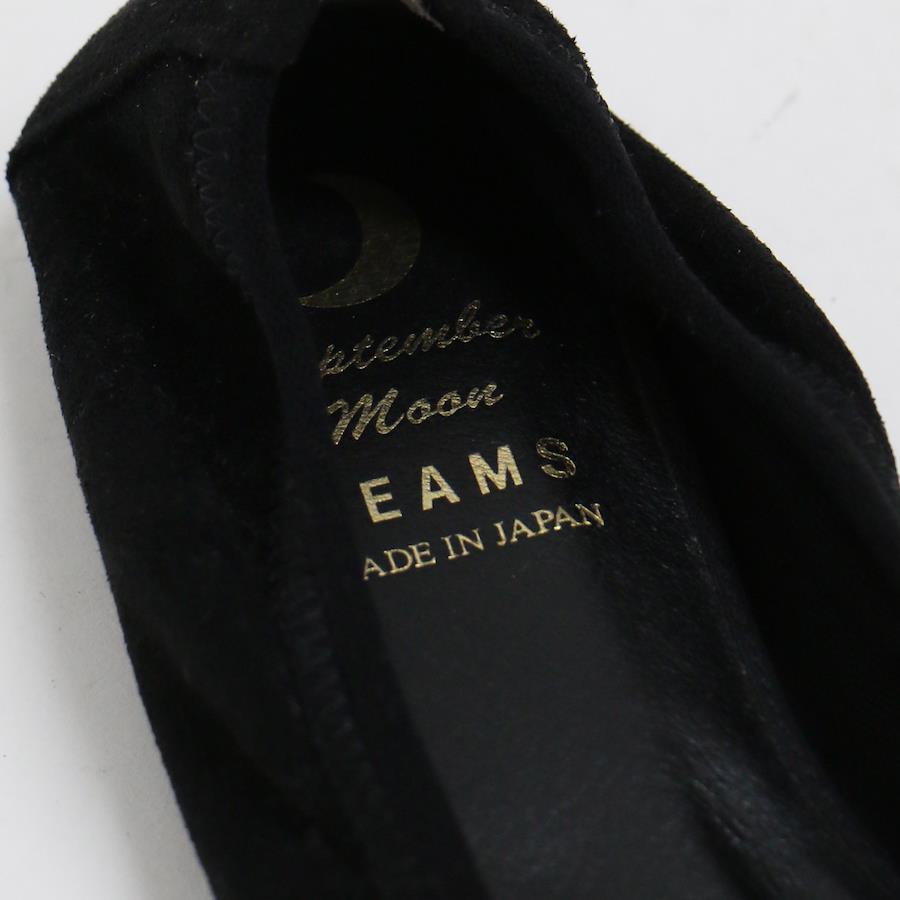 ptember
Moon
EAMS
ADE IN JAPAN